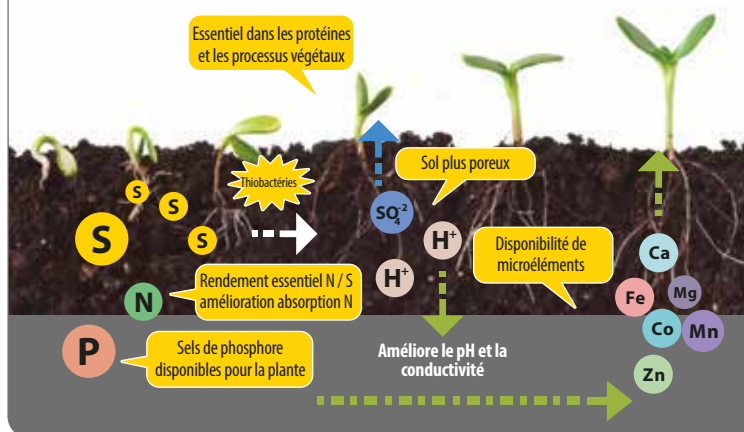 Essentiel dans les protéines
et les processus végétaux
Thiobactéries
Sol plus poreux
S
S
S
S
SO₄⁻²
H⁺
H⁺
Disponibilité de
microéléments
N
Rendement essentiel N / S
amélioration absorption N
P
Sels de phosphore
disponibles pour la plante
Améliore le pH et la
conductivité
Ca
Fe
Mg
Co
Mn
Zn